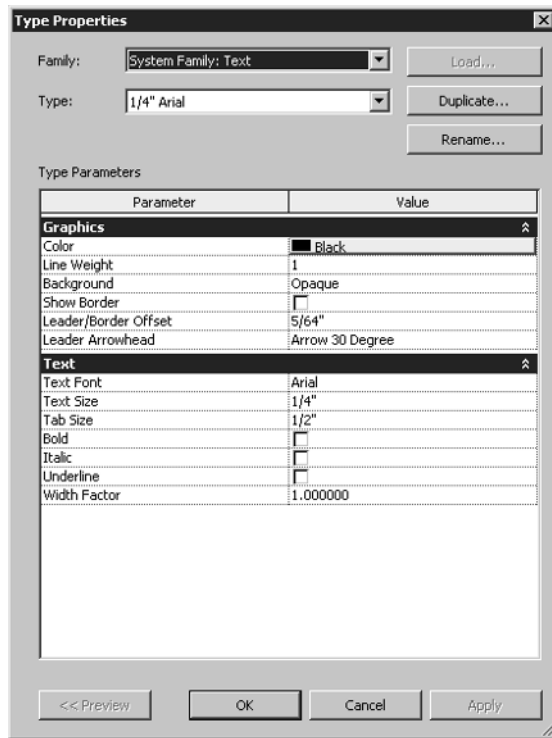 Type Properties
Family: System Family: Text Load...
Type: 1/4" Arial Duplicate...
Rename...
Type Parameters
Parameter Value
Graphics
Color Black
Line Weight 1
Background Opaque
Show Border
Leader/Border Offset 5/64"
Leader Arrowhead Arrow 30 Degree
Text
Text Font Arial
Text Size 1/4"
Tab Size 1/2"
Bold
Italic
Underline
Width Factor 1.000000
<< Preview OK Cancel Apply